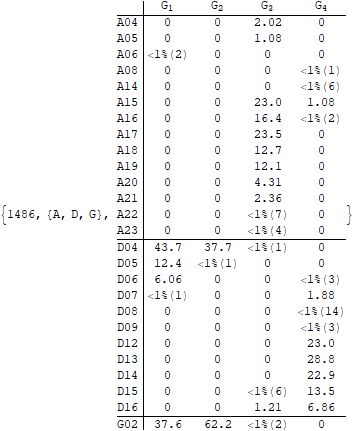 G1 G2 G3 G4
A04 0 0 2.02 0
A05 0 0 1.08 0
A06 <1%(2) 0 0 0
A08 0 0 0 <1%(1)
A14 0 0 0 <1%(6)
A15 0 0 23.0 1.08
A16 0 0 16.4 <1%(2)
A17 0 0 23.5 0
A18 0 0 12.7 0
A19 0 0 12.1 0
A20 0 0 4.31 0
A21 0 0 2.36 0
{1486, {A, D, G}, A22 0 0 <1%(7) 0 }
A23 0 0 <1%(4) 0
D04 43.7 37.7 <1%(1) 0
D05 12.4 <1%(1) 0 0
D06 6.06 0 0 <1%(3)
D07 <1%(1) 0 0 1.88
D08 0 0 0 <1%(14)
D09 0 0 0 <1%(3)
D12 0 0 0 23.0
D13 0 0 0 28.8
D14 0 0 0 22.9
D15 0 0 <1%(6) 13.5
D16 0 0 1.21 6.86
G02 37.6 62.2 <1%(2) 0